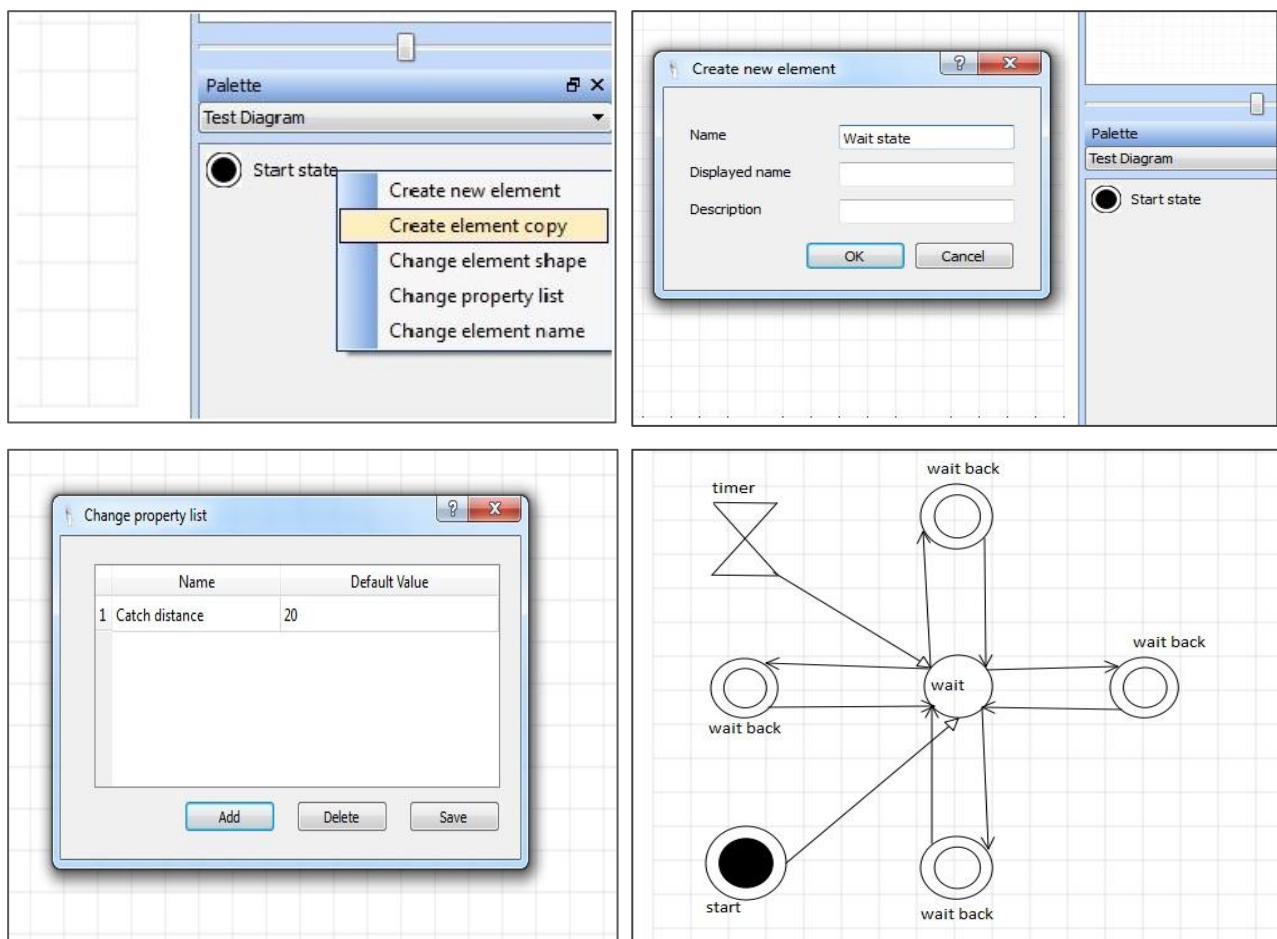 Palette
Test Diagram
Start state
Create new element
Create element copy
Change element shape
Change property list
Change element name
Create new element
Name
Wait state
Displayed name
Description
OK
Cancel
Palette
Test Diagram
Start state
Change property list
Name Default Value
1 Catch distance 20
Add Delete Save
wait back
timer
wait back
wait
wait back
start
wait back